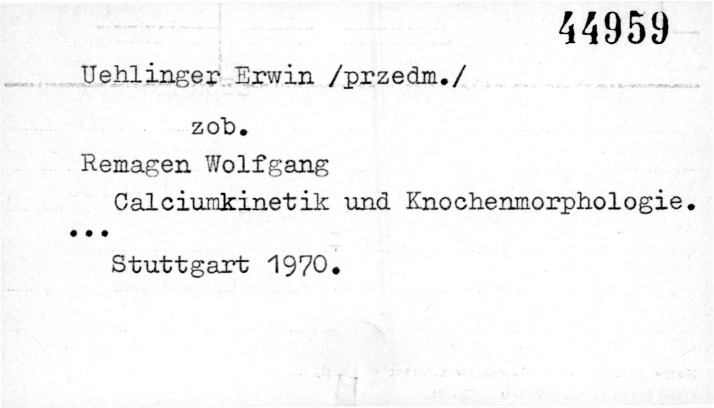 44959
Uehlinger Erwin /przedm./
zob.
Remagen Wolfgang
Calciumkinetik und Knochenmorphologie.
...
Stuttgart 1970.